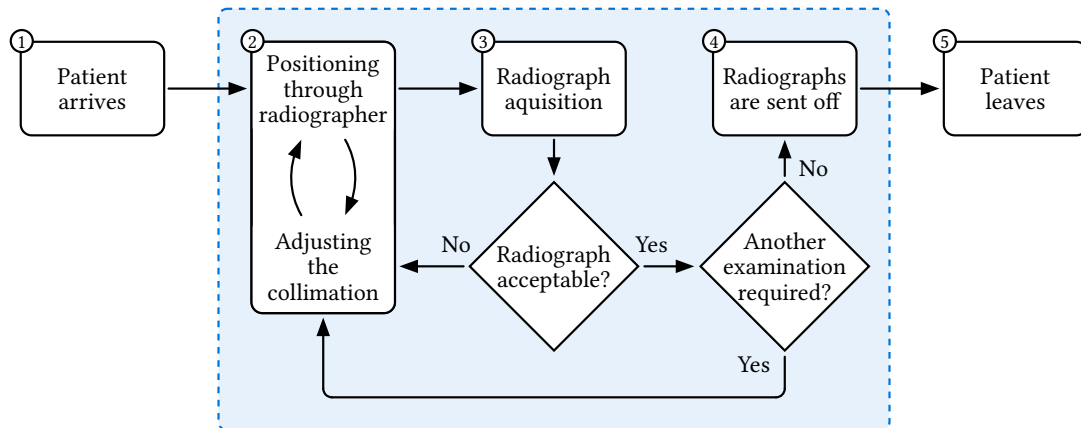 1
Patient
arrives
2
Positioning
through
radiographer
Adjusting
the
collimation
3
Radiograph
aquisition
Radiograph
acceptable?
No
Yes
Another
examination
required?
No
Yes
4
Radiographs
are sent off
5
Patient
leaves